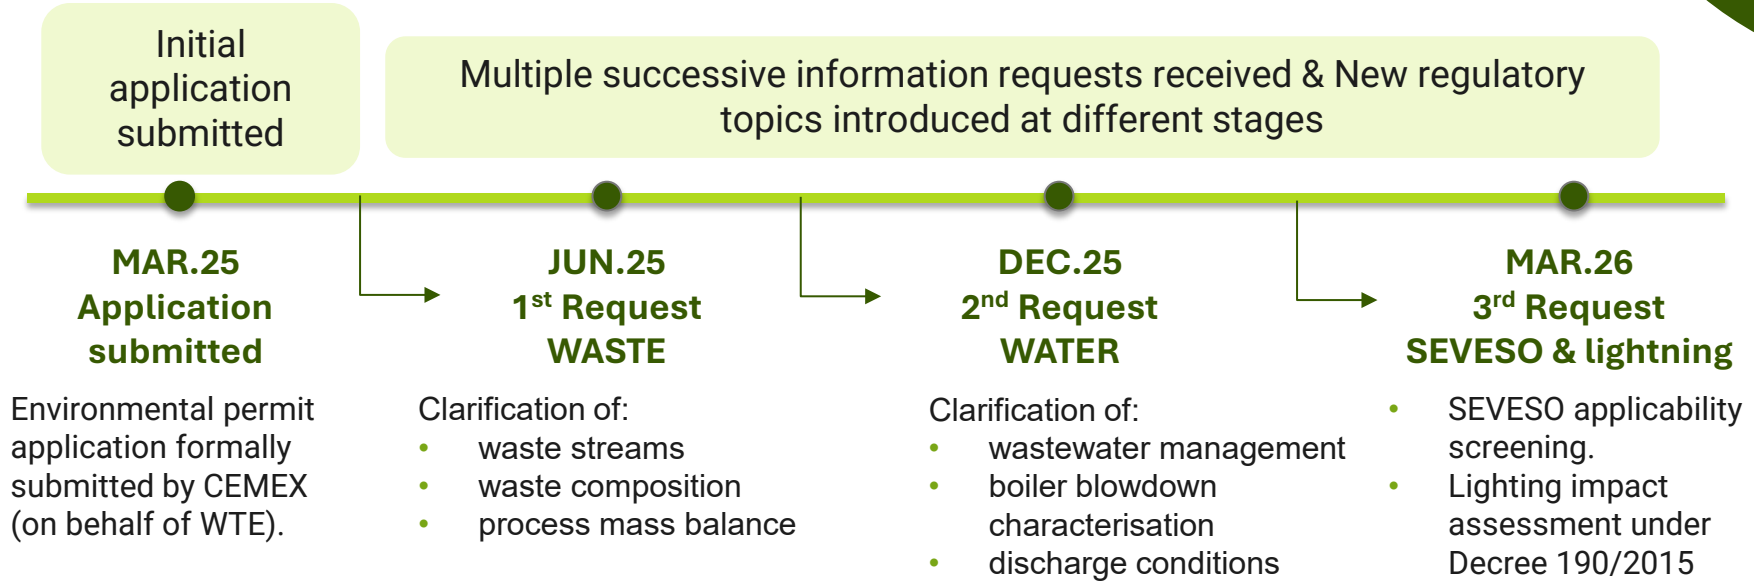 Initial
application
submitted
Multiple successive information requests received & New regulatory
topics introduced at different stages
MAR.25
Application
submitted
Environmental permit
application formally
submitted by CEMEX
(on behalf of WTE).
JUN.25
1st Request
WASTE
Clarification of:
• waste streams
• waste composition
• process mass balance
DEC.25
2nd Request
WATER
Clarification of:
• wastewater management
• boiler blowdown
characterisation
• discharge conditions
MAR.26
3rd Request
SEVESO & lightning
• SEVESO applicability
screening.
• Lighting impact
assessment under
Decree 190/2015